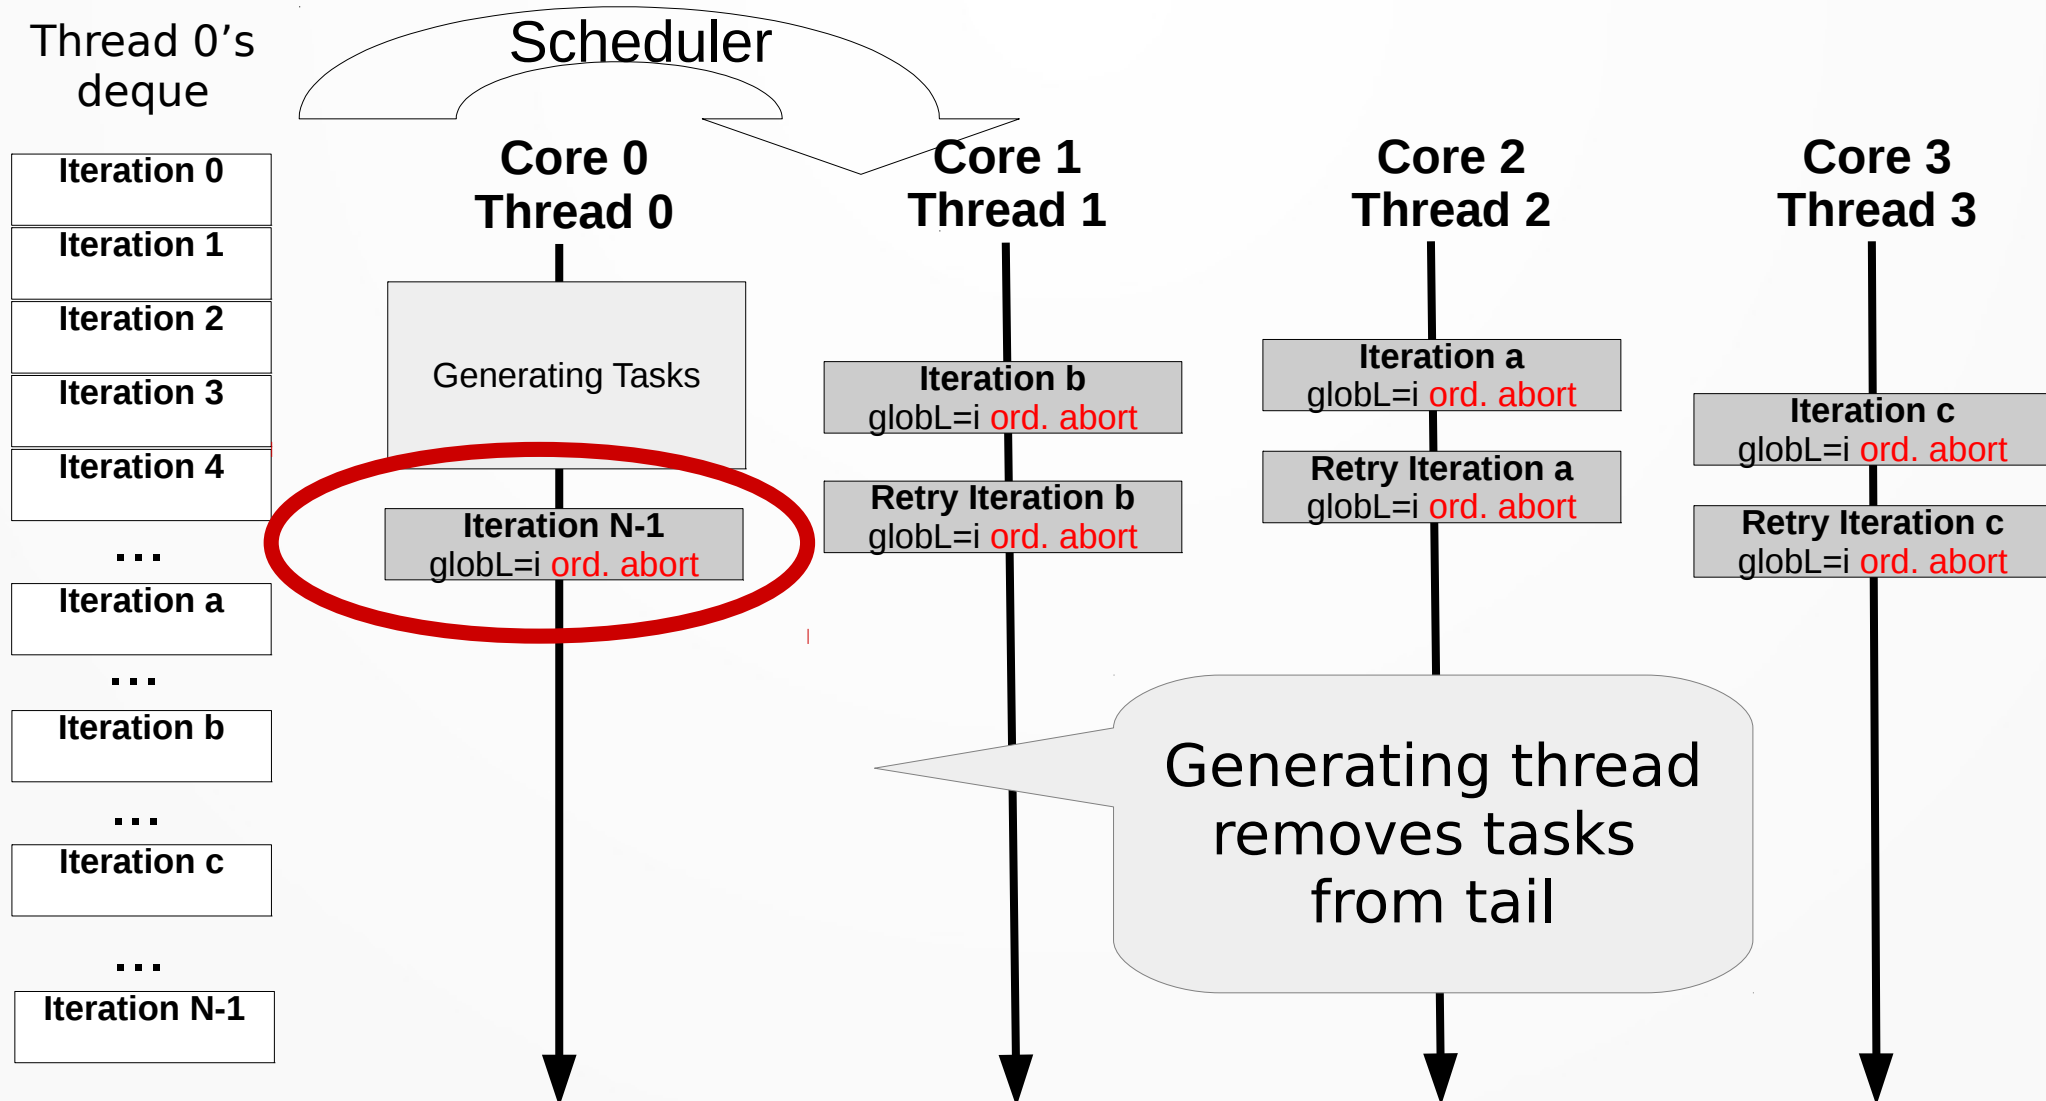 Thread 0’s
deque
Iteration 0
Iteration 1
Iteration 2
Iteration 3
Iteration 4
...
Iteration a
...
Iteration b
...
Iteration c
...
Iteration N-1
Scheduler
Core 0
Thread 0
Generating Tasks
Iteration N-1
globL=i ord. abort
Core 1
Thread 1
Iteration b
globL=i ord. abort
Retry Iteration b
globL=i ord. abort
Core 2
Thread 2
Iteration a
globL=i ord. abort
Retry Iteration a
globL=i ord. abort
Core 3
Thread 3
Iteration c
globL=i ord. abort
Retry Iteration c
globL=i ord. abort
Generating thread
removes tasks
from tail